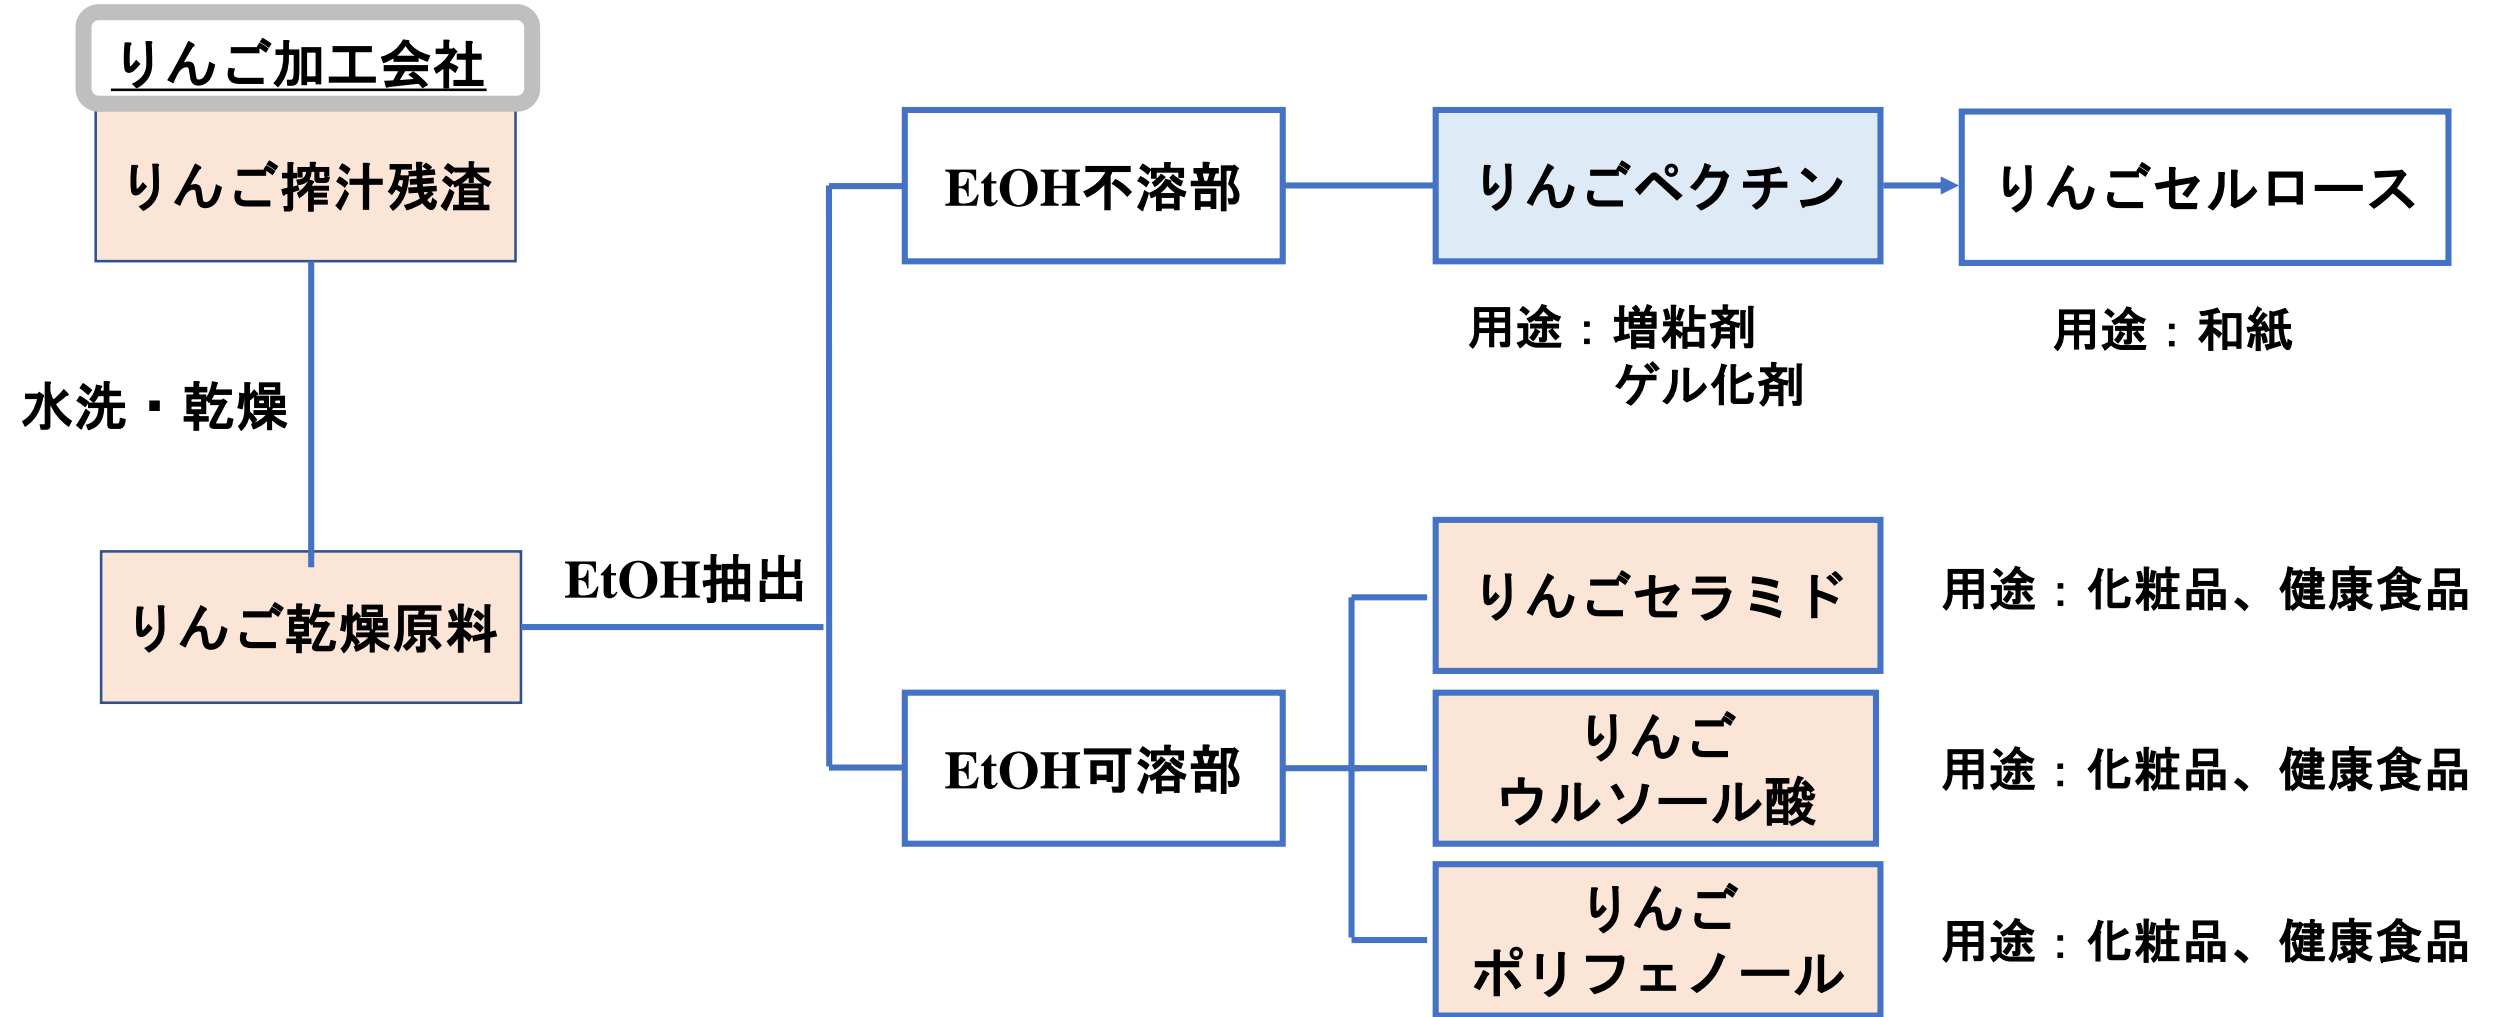 りんご加工会社
りんご搾汁残渣
水洗・乾燥
りんご乾燥原料
EtOH抽出
EtOH不溶部
りんごペクチン
りんごセルロース
用途：増粘剤
ゲル化剤
用途：和紙
EtOH可溶部
りんごセラミド
用途：化粧品、機能食品
りんご
ウルソール酸
用途：化粧品、機能食品
りんご
ポリフェノール
用途：化粧品、機能食品